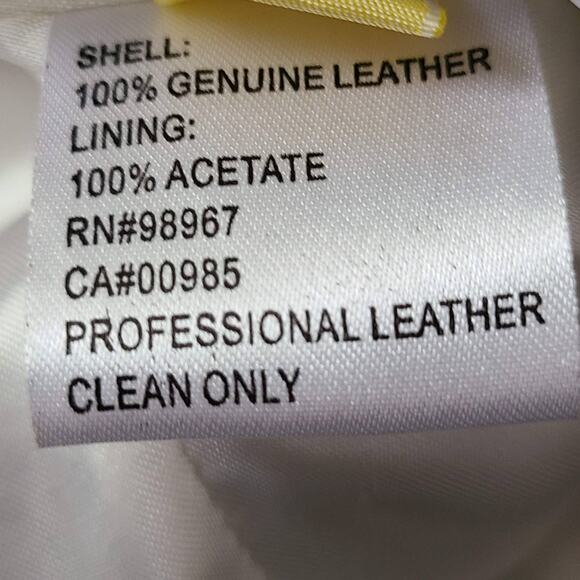 SHELL:
100% GENUINE LEATHER
LINING:
100% ACETATE
RN#98967
CA#00985
PROFESSIONAL LEATHER
CLEAN ONLY